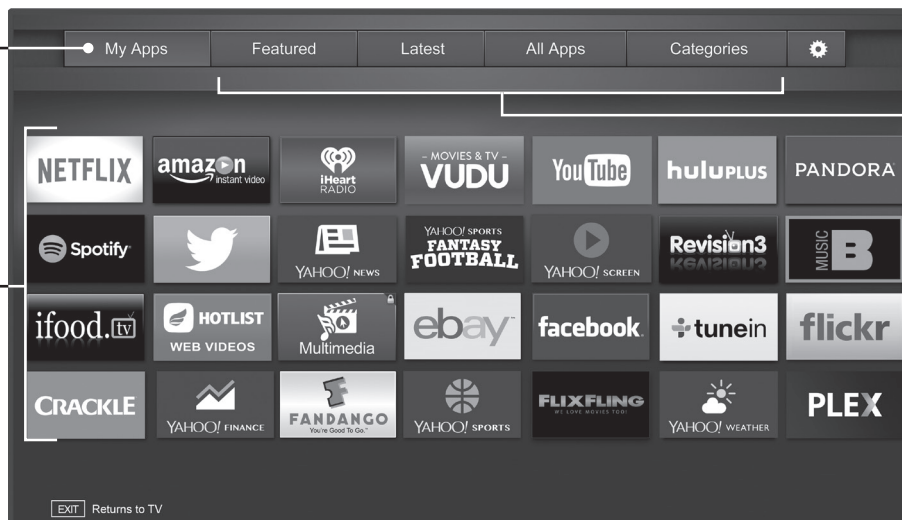 My Apps Featured Latest All Apps Categories
NETFLIX
amazon
instant video
iHeart
RADIO
– MOVIES & TV –
VUDU
YouTube
huluPLUS
PANDORA
Spotify
YAHOO! NEWS
YAHOO! SPORTS
FANTASY
FOOTBALL
YAHOO! SCREEN
Revision3
MUSIC B
ifood.tv
HOTLIST
WEB VIDEOS
Multimedia
ebay
facebook
tunein
flickr
CRACKLE
YAHOO! FINANCE
FANDANGO
You're Good To Go.™
YAHOO! SPORTS
FLIXFLING
WE LOVE MOVIES TOO!
YAHOO! WEATHER
PLEX
EXIT Returns to TV